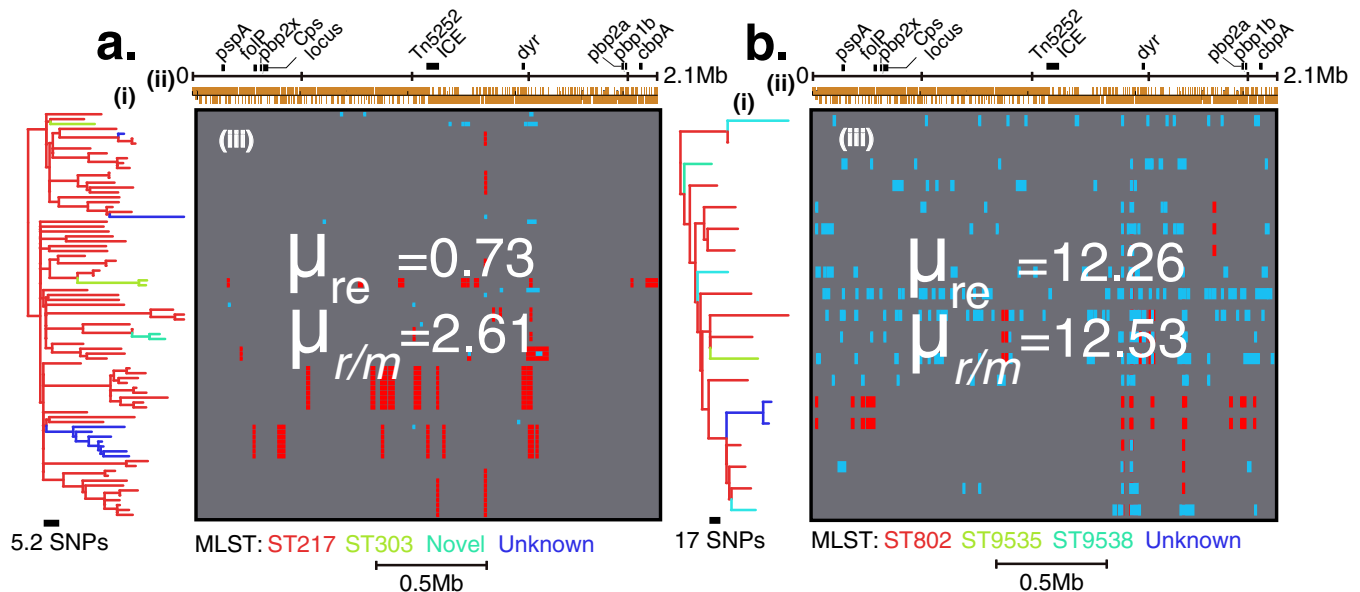 a.
pspA
folP
pbp2x
Cps
locus
Tn5252
ICE
dyr
pbp2a
pbp1b
cbpA
(ii) 0
2.1Mb
(i)
(iii)
μre =0.73
μr/m =2.61
5.2 SNPs
MLST: ST217 ST303 Novel Unknown
0.5Mb
b.
pspA
folP
pbp2x
Cps
locus
Tn5252
ICE
dyr
pbp2a
pbp1b
cbpA
(ii) 0
2.1Mb
(i)
(iii)
μre =12.26
μr/m =12.53
17 SNPs
MLST: ST802 ST9535 ST9538 Unknown
0.5Mb